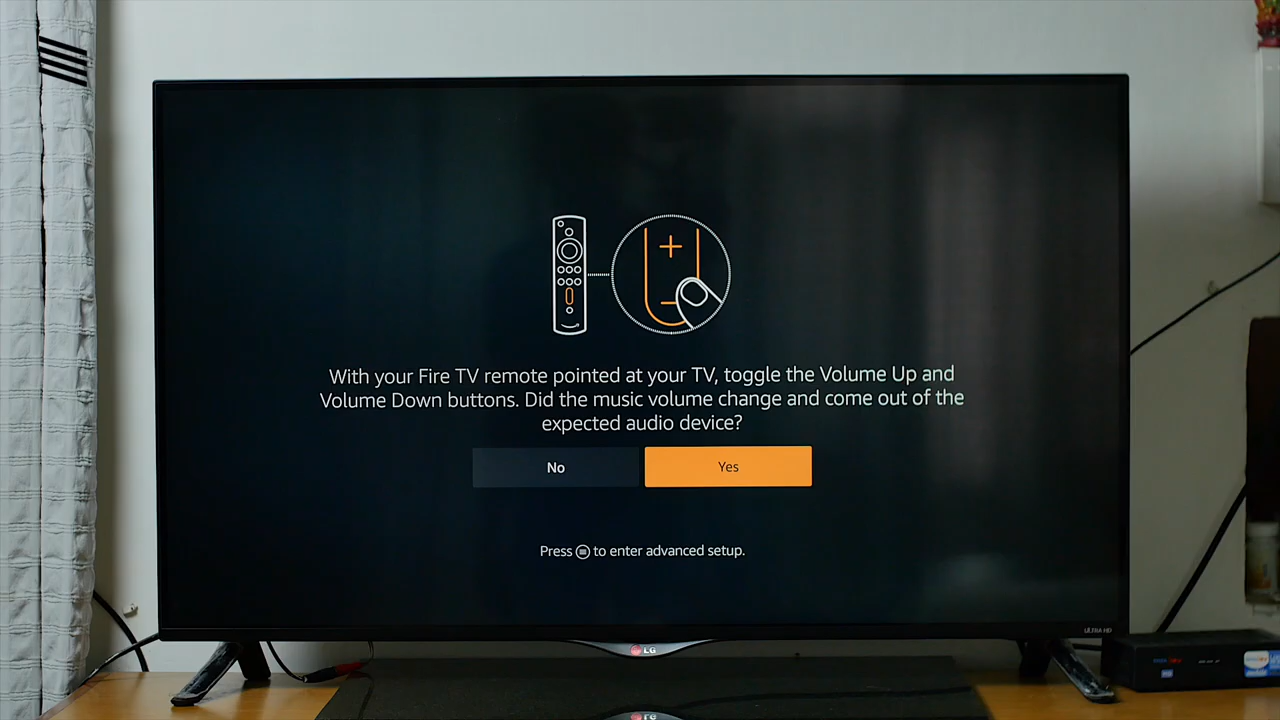 With your Fire TV remote pointed at your TV, toggle the Volume Up and
Volume Down buttons. Did the music volume change and come out of the
expected audio device?
No
Yes
Press to enter advanced setup.
ULTRA HD
LG